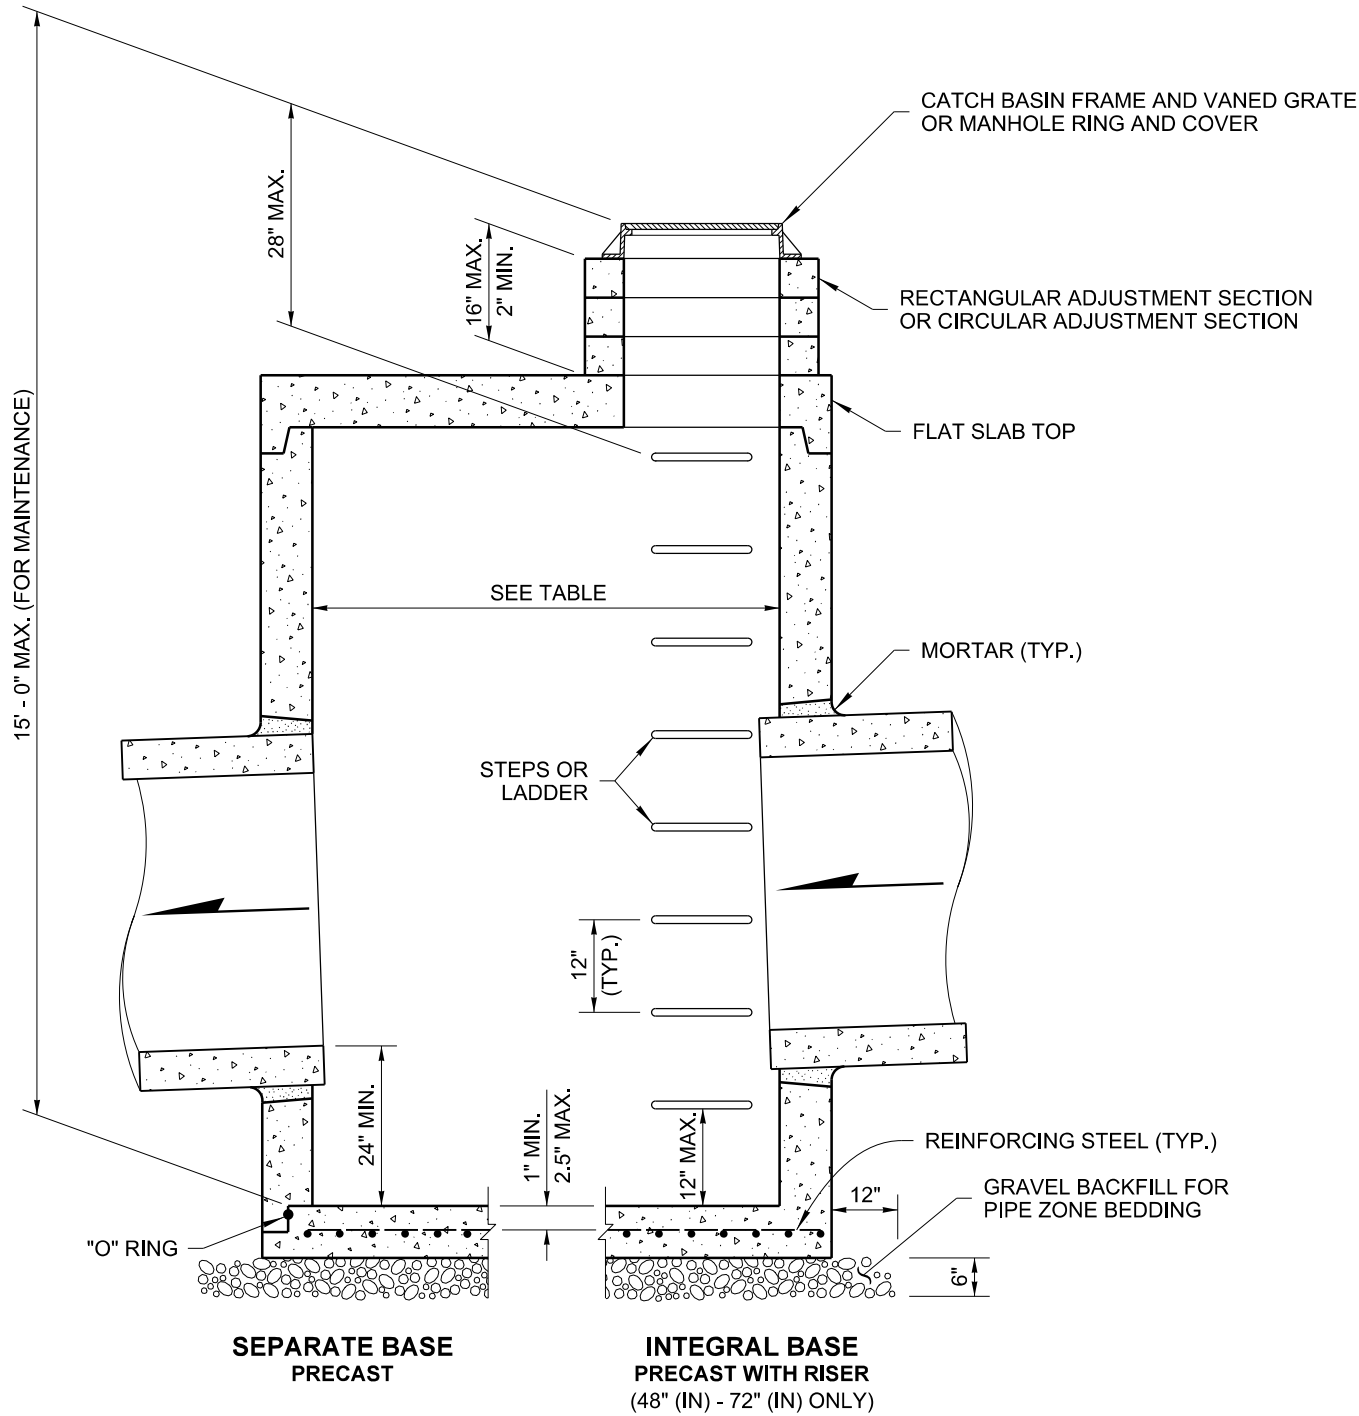 CATCH BASIN FRAME AND VANED GRATE
OR MANHOLE RING AND COVER
28" MAX.
16" MAX.
2" MIN.
RECTANGULAR ADJUSTMENT SECTION
OR CIRCULAR ADJUSTMENT SECTION
FLAT SLAB TOP
15' - 0" MAX. (FOR MAINTENANCE)
SEE TABLE
MORTAR (TYP.)
STEPS OR
LADDER
12"
(TYP.)
24" MIN.
1" MIN.
2.5" MAX.
12" MAX.
REINFORCING STEEL (TYP.)
12"
GRAVEL BACKFILL FOR
PIPE ZONE BEDDING
"O" RING
6"
SEPARATE BASE
PRECAST
INTEGRAL BASE
PRECAST WITH RISER
(48" (IN) - 72" (IN) ONLY)